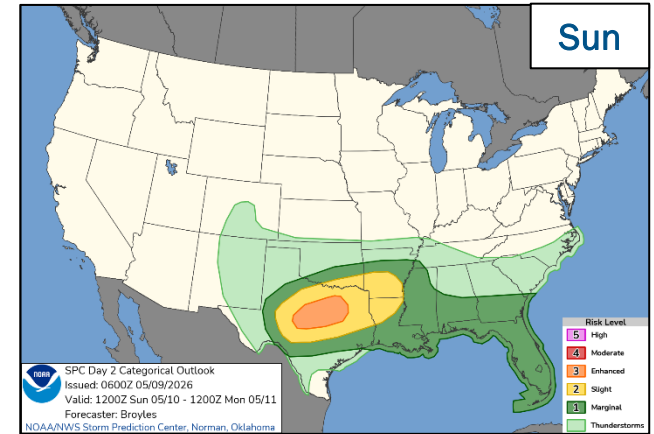 Sun
Risk Level
5 High
4 Moderate
3 Enhanced
2 Slight
1 Marginal
Thunderstorms
NOAA
SPC Day 2 Categorical Outlook
Issued: 0600Z 05/09/2026
Valid: 1200Z Sun 05/10 - 1200Z Mon 05/11
Forecaster: Broyles
NOAA/NWS Storm Prediction Center, Norman, Oklahoma